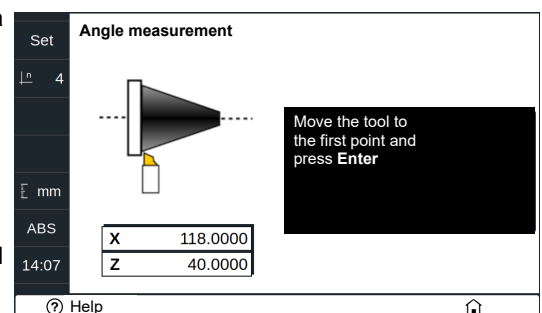 Set
Angle measurement
n 4
Move the tool to
the first point and
press Enter
mm
ABS
X 118.0000
Z 40.0000
14:07
? Help